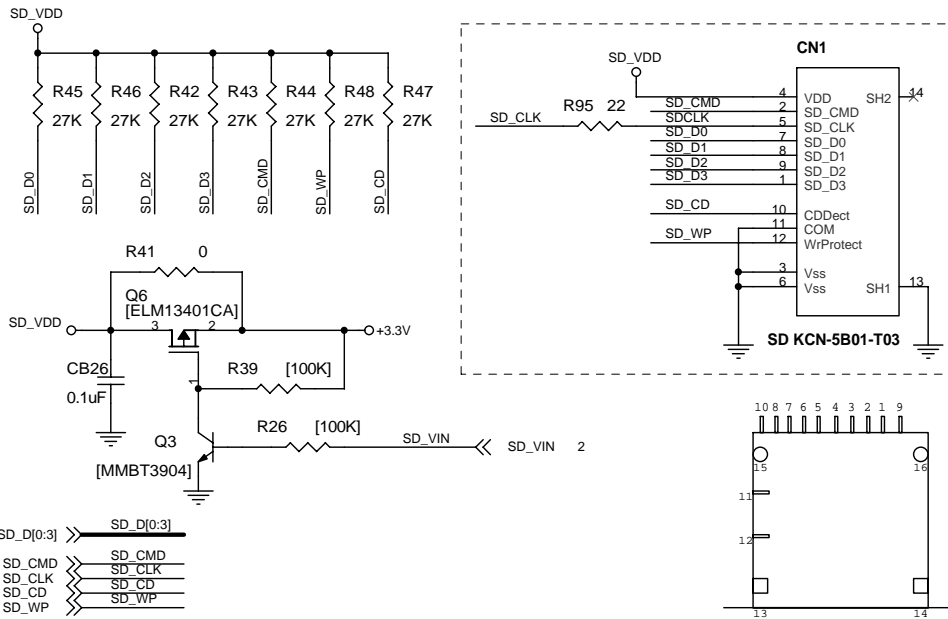 SD_VDD
R45 R46 R42 R43 R44 R48 R47
27K 27K 27K 27K 27K 27K 27K
SD_D0 SD_D1 SD_D2 SD_D3 SD_CMD SD_WP SD_CD
CN1
SD_VDD
R95 22
SD_CLK
4 VDD
SD_CMD 2 SD_CMD
SDCLK 5 SD_CLK
SD_D0 7 SD_D0
SD_D1 8 SD_D1
SD_D2 9 SD_D2
SD_D3 1 SD_D3
SD_CD 10 CDDect
11 COM
SD_WP 12 WrProtect
3 Vss
6 Vss
SH2 14
SH1 13
SD KCN-5B01-T03
R41 0
Q6
[ELM13401CA]
SD_VDD 3 2 +3.3V
1
CB26
0.1uF
R39 [100K]
Q3
[MMBT3904]
R26 [100K]
SD_VIN
SD_VIN 2
SD_D[0:3] SD_D[0:3]
SD_CMD SD_CMD
SD_CLK SD_CLK
SD_CD SD_CD
SD_WP SD_WP
10 8 7 6 5 4 3 2 1 9
15 16
11
12
13 14